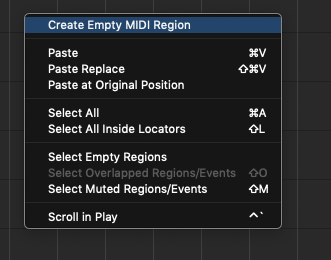 Create Empty MIDI Region
Paste ⌘V
Paste Replace ⇧⌘V
Paste at Original Position
Select All ⌘A
Select All Inside Locators ⇧L
Select Empty Regions
Select Overlapped Regions/Events ⇧O
Select Muted Regions/Events ⇧M
Scroll in Play ⌃`